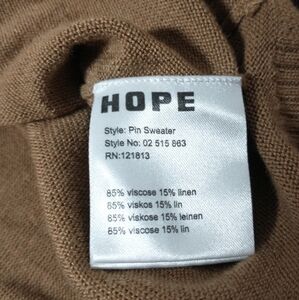 HOPE
Style: Pin Sweater
Style No: 02 515 863
RN:121813
85% viscose 15% linen
85% viskos 15% lin
85% viskose 15% leinen
85% viskose 15% lin